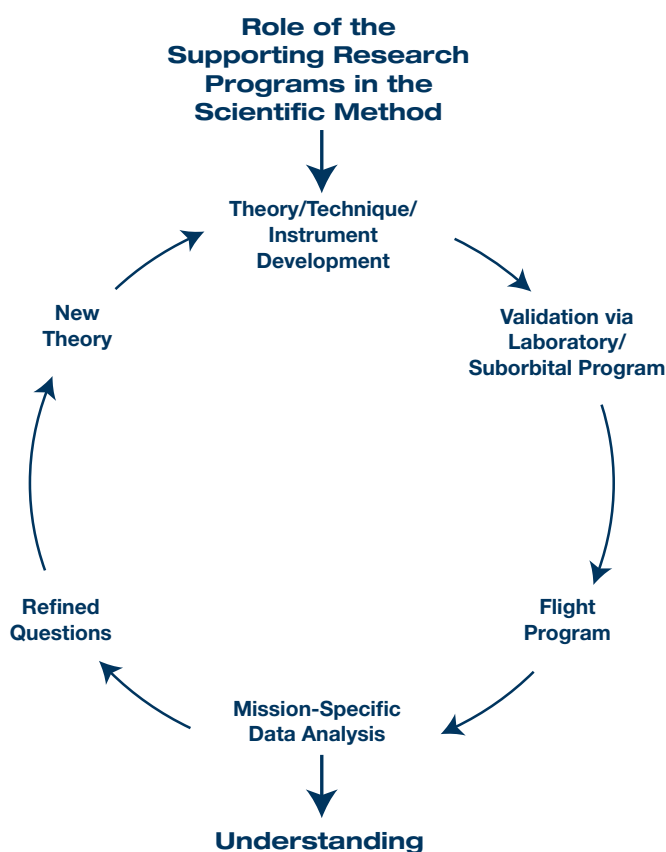 Role of the
Supporting Research
Programs in the
Scientific Method
Theory/Technique/
Instrument
Development
Validation via
Laboratory/
Suborbital Program
Flight
Program
Mission-Specific
Data Analysis
Understanding
Refined
Questions
New
Theory